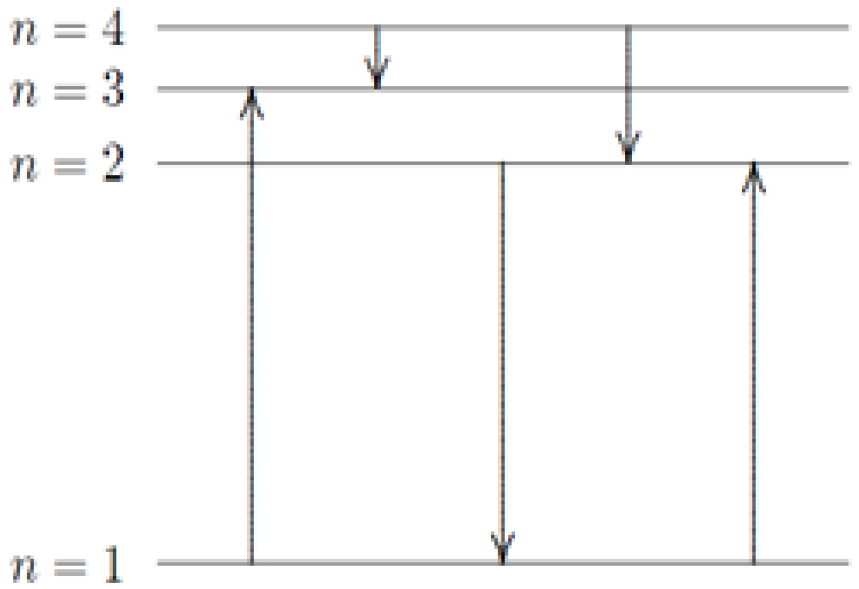 n = 4
n = 3
n = 2
n = 1